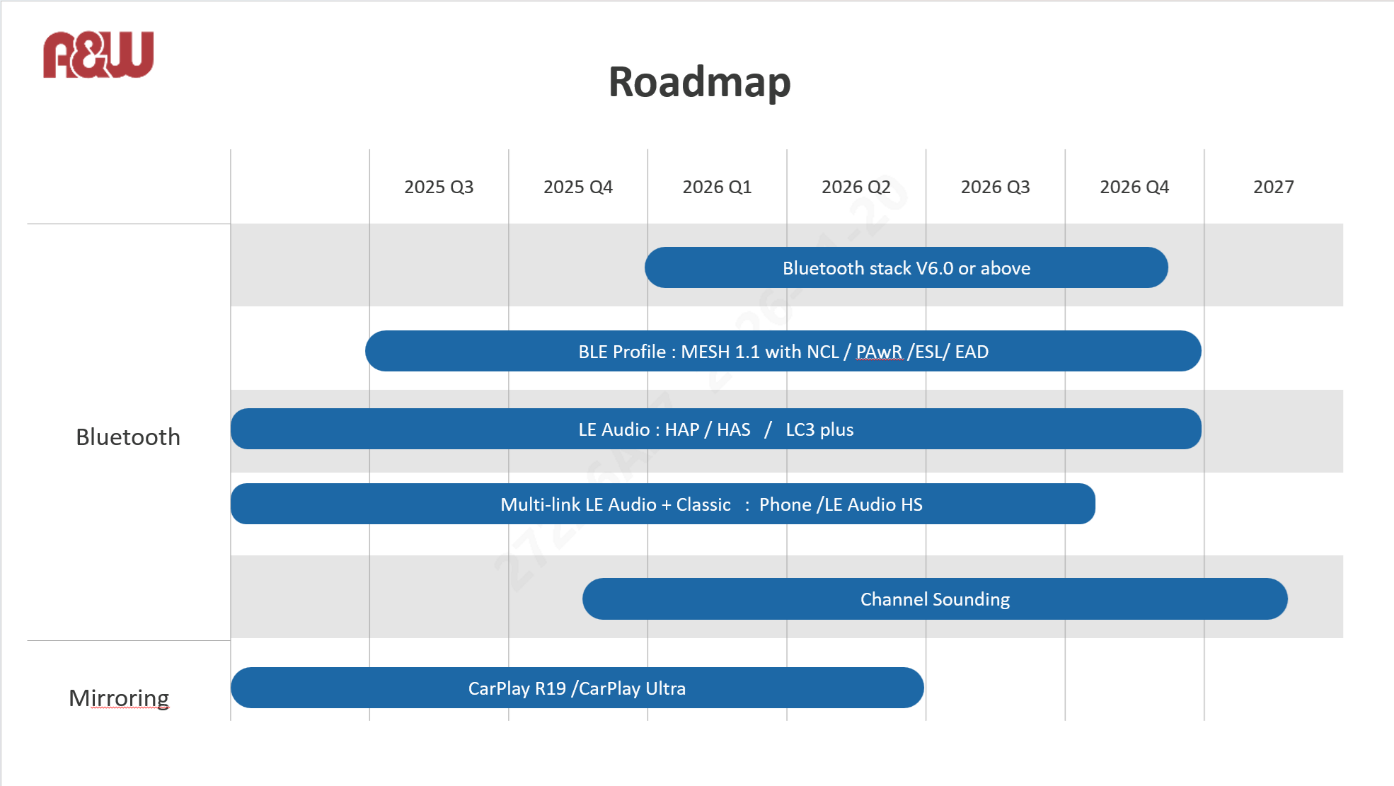 A&W
Roadmap
2025 Q3 2025 Q4 2026 Q1 2026 Q2 2026 Q3 2026 Q4 2027
Bluetooth
Bluetooth stack V6.0 or above
BLE Profile : MESH 1.1 with NCL / PAwR /ESL/ EAD
LE Audio : HAP / HAS / LC3 plus
Multi-link LE Audio + Classic : Phone /LE Audio HS
Channel Sounding
Mirroring
CarPlay R19 /CarPlay Ultra